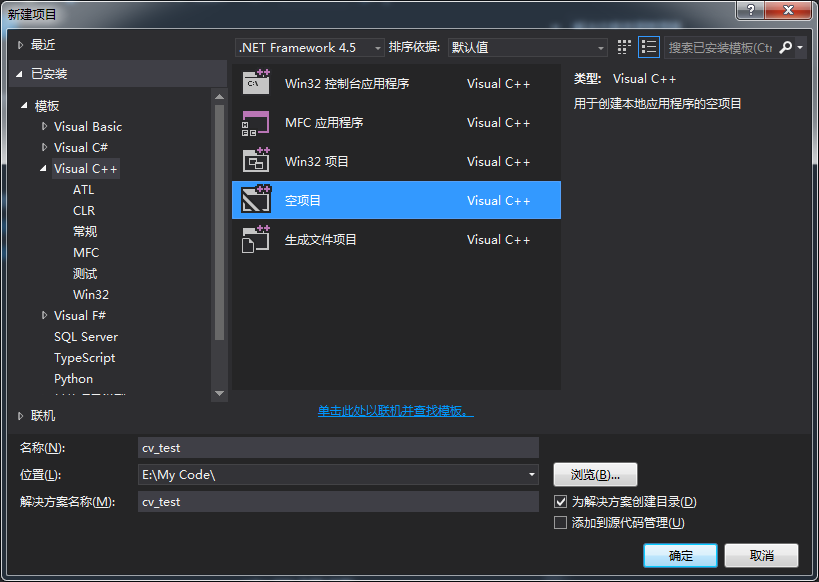 新建项目
最近
.NET Framework 4.5 排序依据: 默认值 搜索已安装模板(Ctr
已安装
模板
Visual Basic
Visual C#
Visual C++
ATL
CLR
常规
MFC
测试
Win32
Visual F#
SQL Server
TypeScript
Python
联机
C:\
Win32 控制台应用程序 Visual C++
MFC 应用程序 Visual C++
Win32 项目 Visual C++
空项目 Visual C++
生成文件项目 Visual C++
单击此处以联机并查找模板。
类型: Visual C++
用于创建本地应用程序的空项目
名称(N): cv_test
位置(L): E:\My Code\ 浏览(B)...
解决方案名称(M): cv_test
为解决方案创建目录(D)
添加到源代码管理(U)
确定 取消